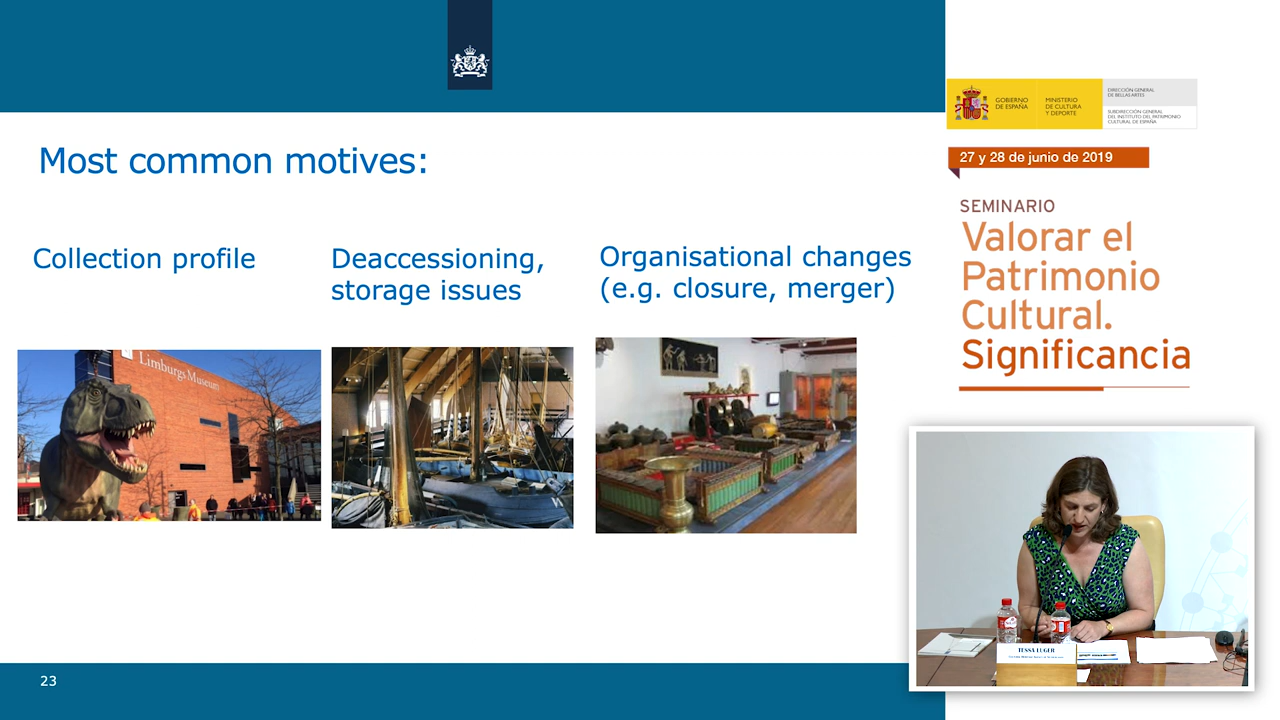 Most common motives:
Collection profile
Deaccessioning,
storage issues
Organisational changes
(e.g. closure, merger)
Limburgs Museum
23
GOBIERNO
DE ESPAÑA
MINISTERIO
DE CULTURA
Y DEPORTE
DIRECCIÓN GENERAL
DE BELLAS ARTES
SUBDIRECCIÓN GENERAL
DEL INSTITUTO DEL PATRIMONIO
CULTURAL DE ESPAÑA
27 y 28 de junio de 2019
SEMINARIO
Valorar el
Patrimonio
Cultural.
Significancia
TESSA LUGER